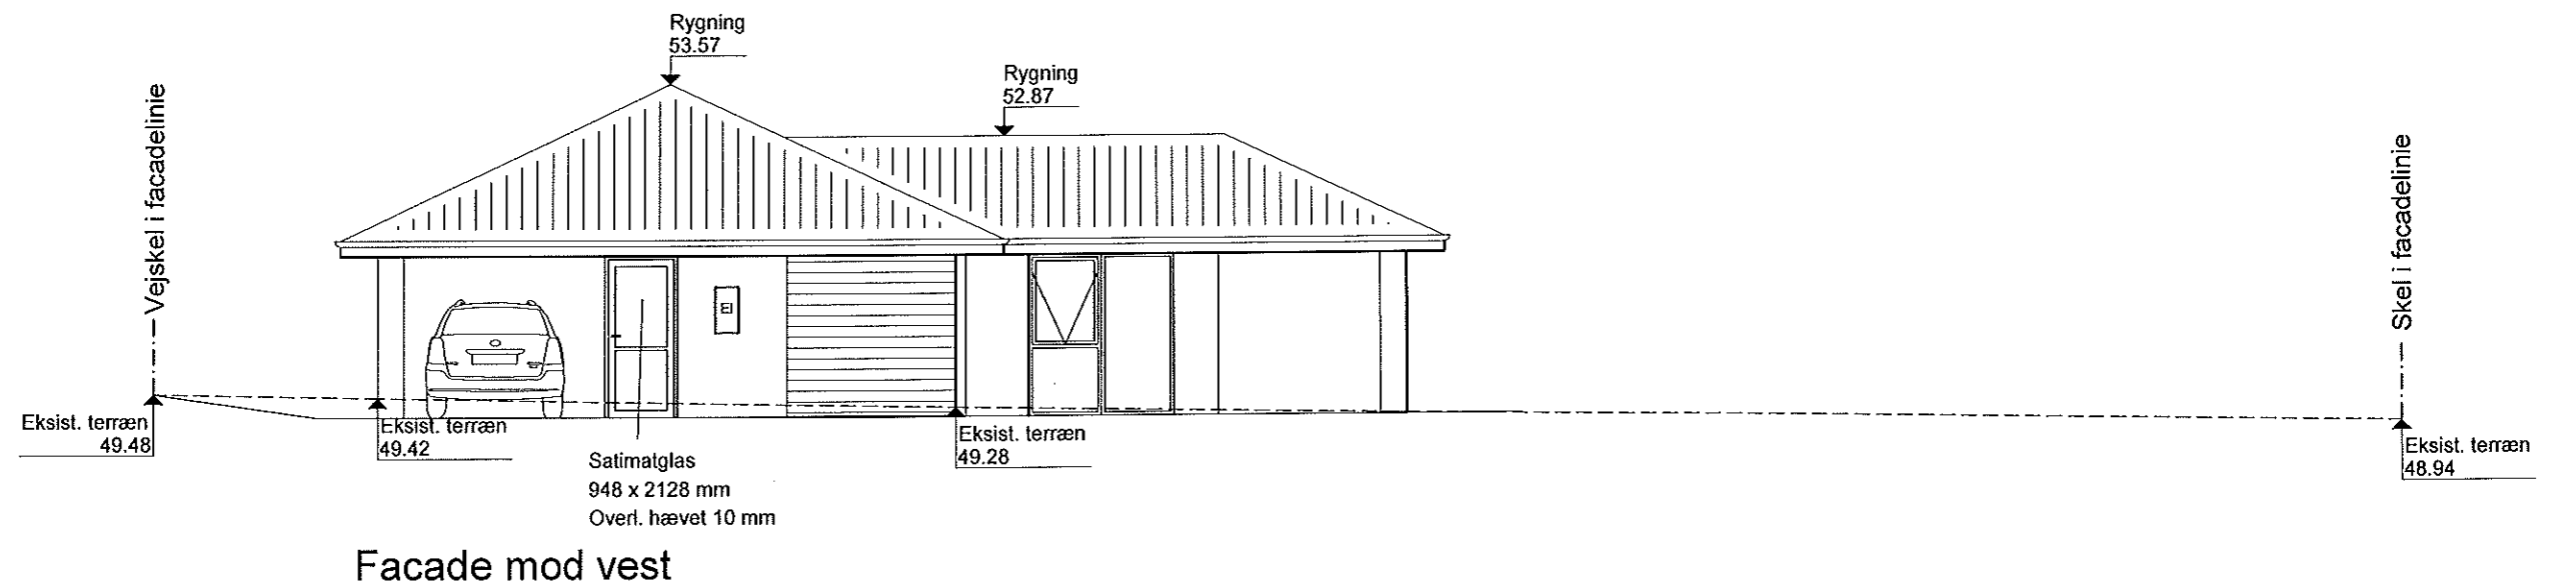 Rygning
53.57
Rygning
52.87
Vejskel i facadelinie
Skel i facadelinie
Eksist. terræn
49.48
Eksist. terræn
49.42
Eksist. terræn
49.28
Eksist. terræn
48.94
Satimatglas
948 x 2128 mm
Overl. hævet 10 mm
Facade mod vest